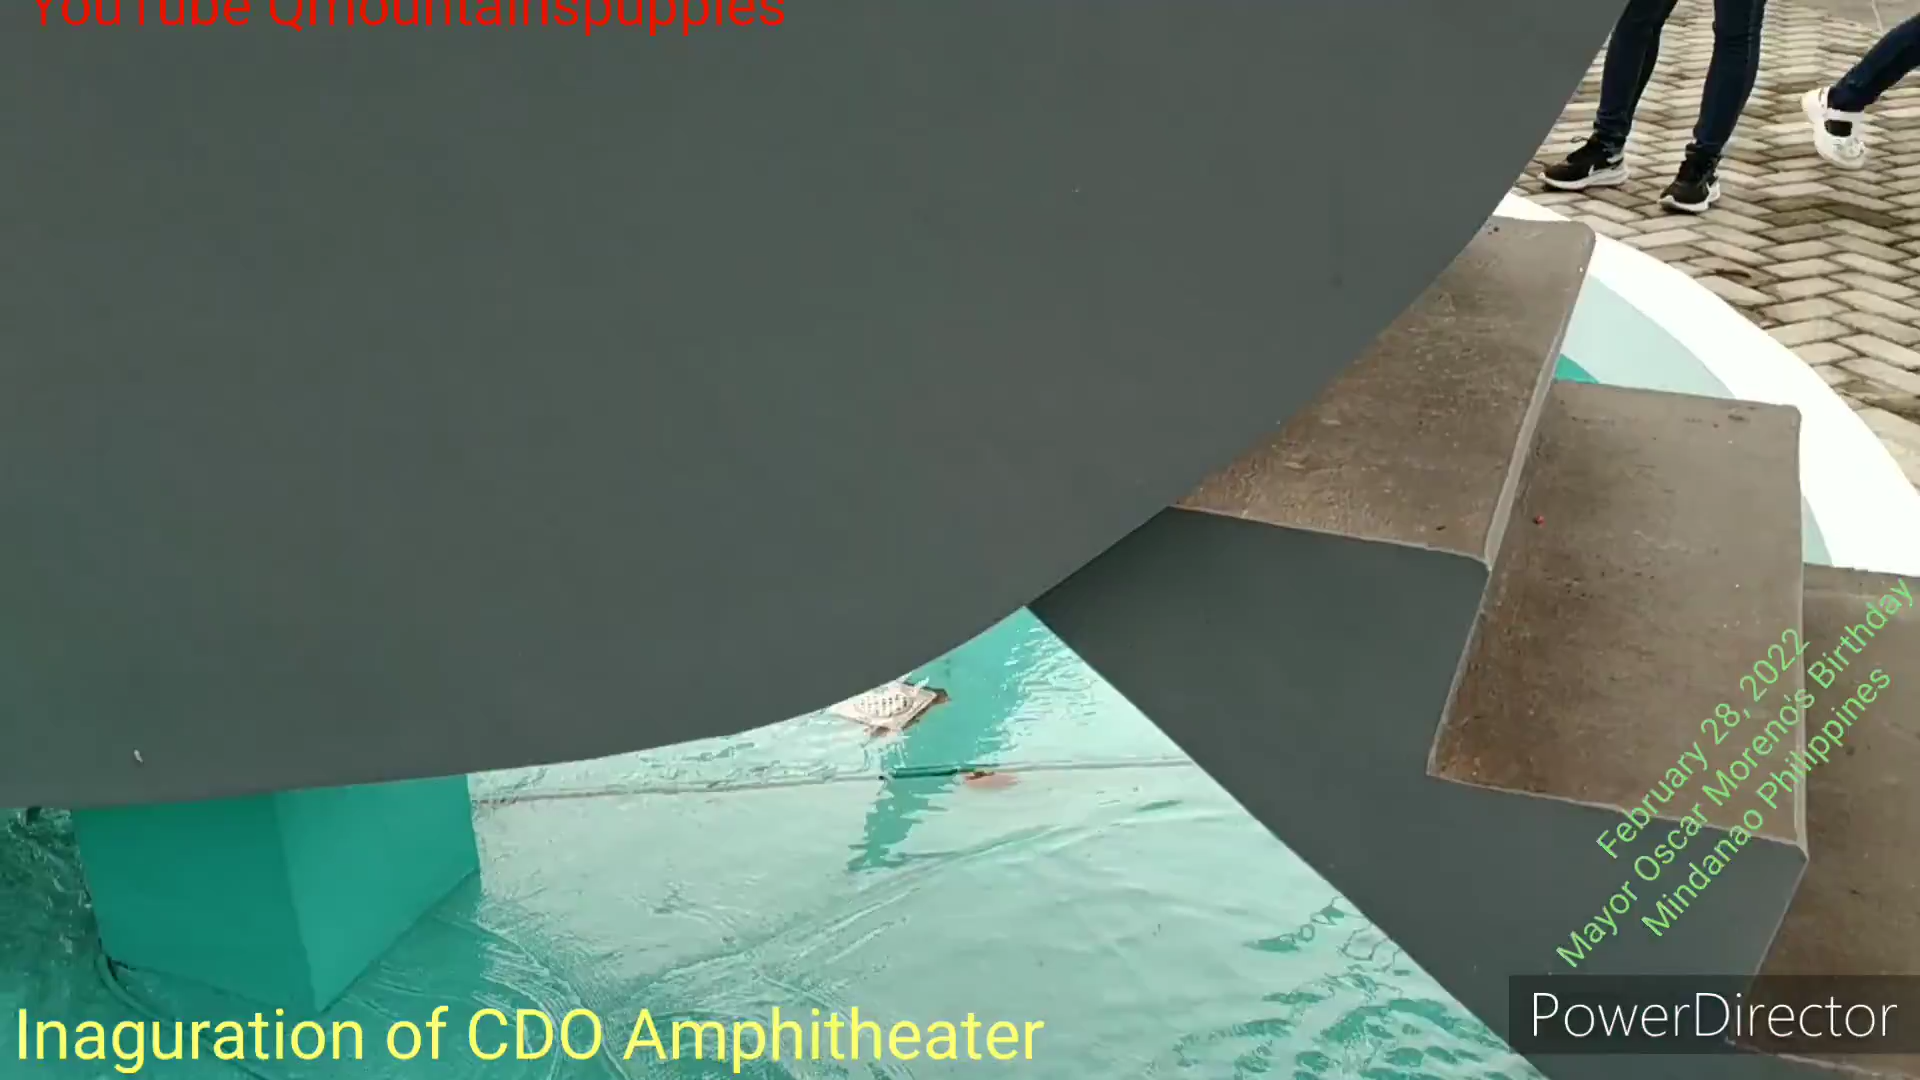 YouTube Qmountainspuppies
February 28, 2022
Mayor Oscar Moreno's Birthday
Mindanao Philippines
Inaguration of CDO Amphitheater
PowerDirector